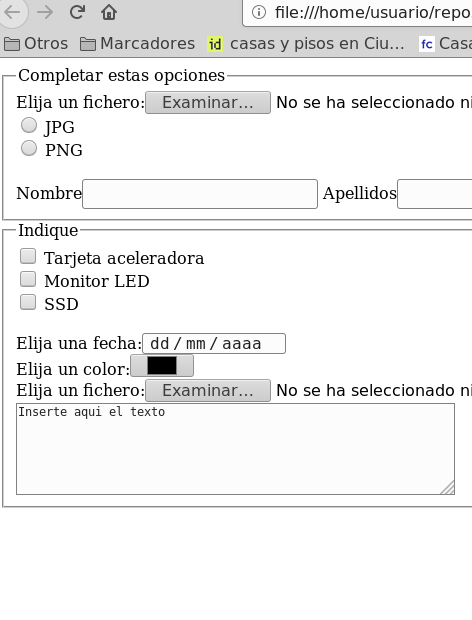 file:///home/usuario/repo
Otros Marcadores id casas y pisos en Ciu… fc Casa
Completar estas opciones
Elija un fichero: Examinar… No se ha seleccionado ni
JPG
PNG
Nombre Apellidos
Indique
Tarjeta aceleradora
Monitor LED
SSD
Elija una fecha: dd/mm/aaaa
Elija un color:
Elija un fichero: Examinar… No se ha seleccionado ni
Inserte aqui el texto